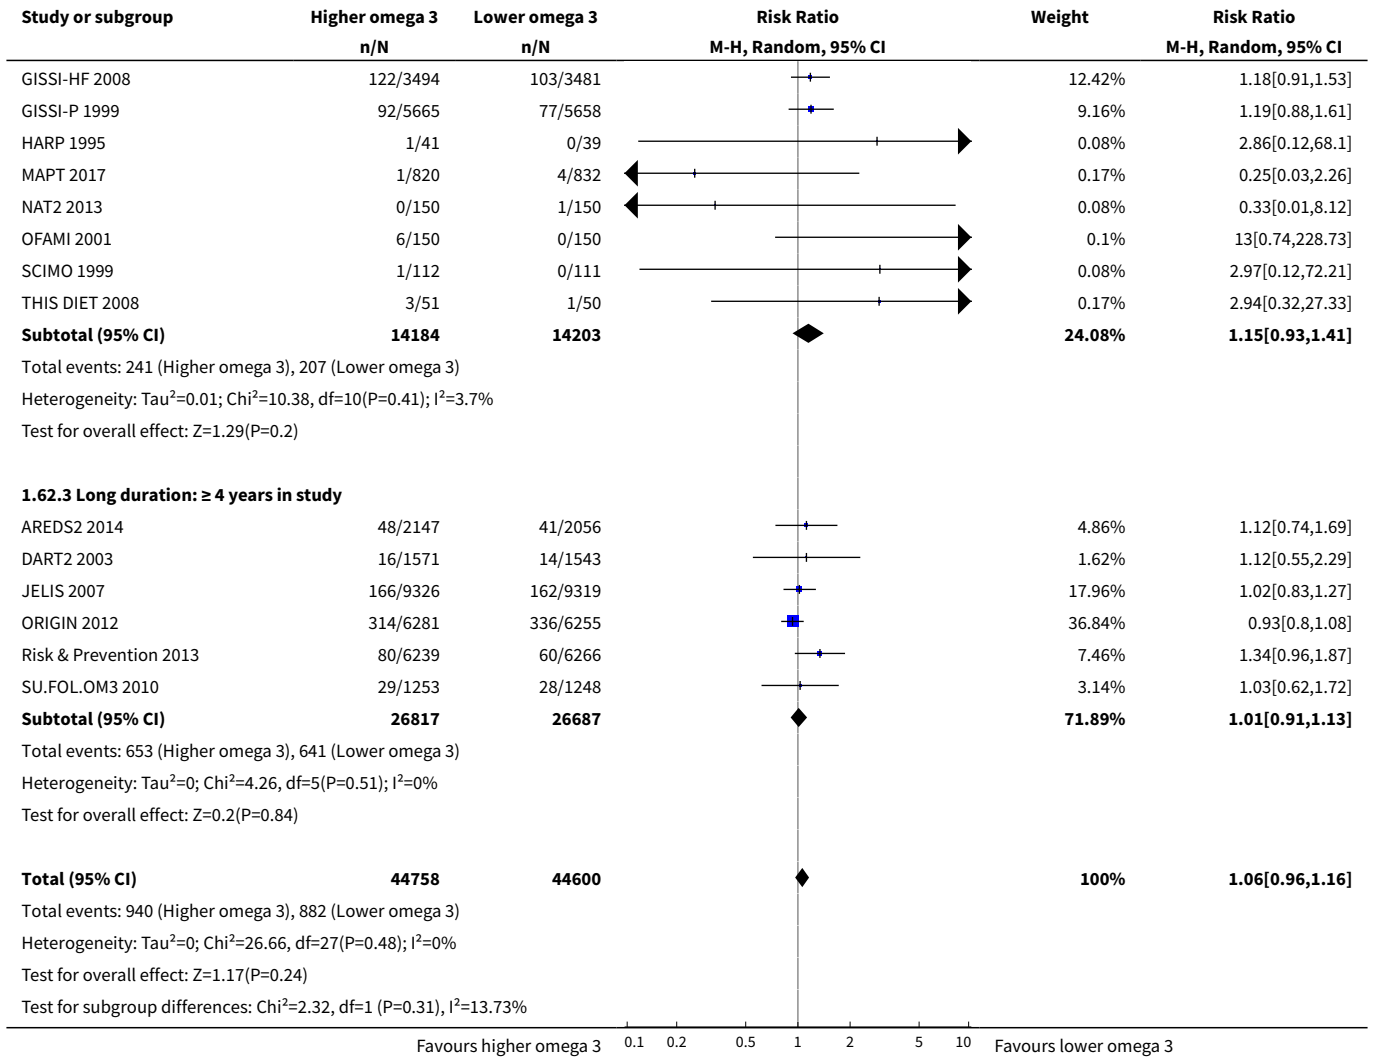 Study or subgroup Higher omega 3 Lower omega 3 Risk Ratio Weight Risk Ratio
n/N n/N M-H, Random, 95% CI M-H, Random, 95% CI
GISSI-HF 2008 122/3494 103/3481 12.42% 1.18[0.91,1.53]
GISSI-P 1999 92/5665 77/5658 9.16% 1.19[0.88,1.61]
HARP 1995 1/41 0/39 0.08% 2.86[0.12,68.1]
MAPT 2017 1/820 4/832 0.17% 0.25[0.03,2.26]
NAT2 2013 0/150 1/150 0.08% 0.33[0.01,8.12]
OFAMI 2001 6/150 0/150 0.1% 13[0.74,228.73]
SCIMO 1999 1/112 0/111 0.08% 2.97[0.12,72.21]
THIS DIET 2008 3/51 1/50 0.17% 2.94[0.32,27.33]
Subtotal (95% CI) 14184 14203 24.08% 1.15[0.93,1.41]
Total events: 241 (Higher omega 3), 207 (Lower omega 3)
Heterogeneity: Tau²=0.01; Chi²=10.38, df=10(P=0.41); I²=3.7%
Test for overall effect: Z=1.29(P=0.2)
1.62.3 Long duration: ≥ 4 years in study
AREDS2 2014 48/2147 41/2056 4.86% 1.12[0.74,1.69]
DART2 2003 16/1571 14/1543 1.62% 1.12[0.55,2.29]
JELIS 2007 166/9326 162/9319 17.96% 1.02[0.83,1.27]
ORIGIN 2012 314/6281 336/6255 36.84% 0.93[0.8,1.08]
Risk & Prevention 2013 80/6239 60/6266 7.46% 1.34[0.96,1.87]
SU.FOL.OM3 2010 29/1253 28/1248 3.14% 1.03[0.62,1.72]
Subtotal (95% CI) 26817 26687 71.89% 1.01[0.91,1.13]
Total events: 653 (Higher omega 3), 641 (Lower omega 3)
Heterogeneity: Tau²=0; Chi²=4.26, df=5(P=0.51); I²=0%
Test for overall effect: Z=0.2(P=0.84)
Total (95% CI) 44758 44600 100% 1.06[0.96,1.16]
Total events: 940 (Higher omega 3), 882 (Lower omega 3)
Heterogeneity: Tau²=0; Chi²=26.66, df=27(P=0.48); I²=0%
Test for overall effect: Z=1.17(P=0.24)
Test for subgroup differences: Chi²=2.32, df=1 (P=0.31), I²=13.73%
Favours higher omega 3 0.1 0.2 0.5 1 2 5 10 Favours lower omega 3